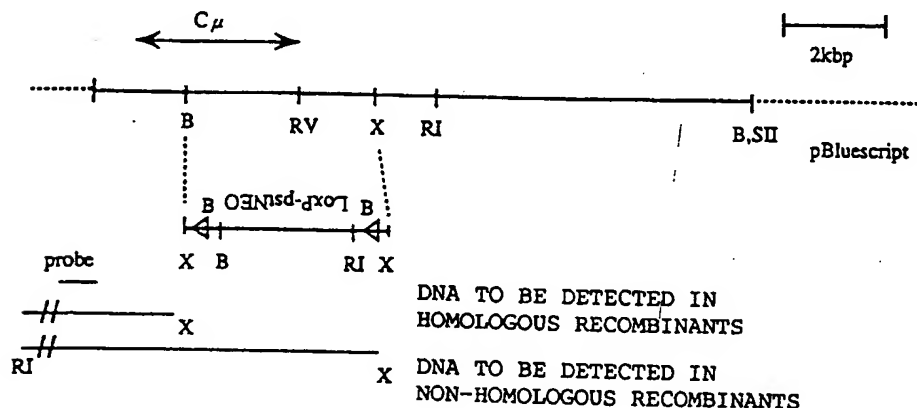 Cμ
2kbp
B RV X RI B,SII
pBluescript
B LoxP-psuNEO B
X B RI X
probe
DNA TO BE DETECTED IN
HOMOLOGOUS RECOMBINANTS
X
RI X
DNA TO BE DETECTED IN
NON-HOMOLOGOUS RECOMBINANTS